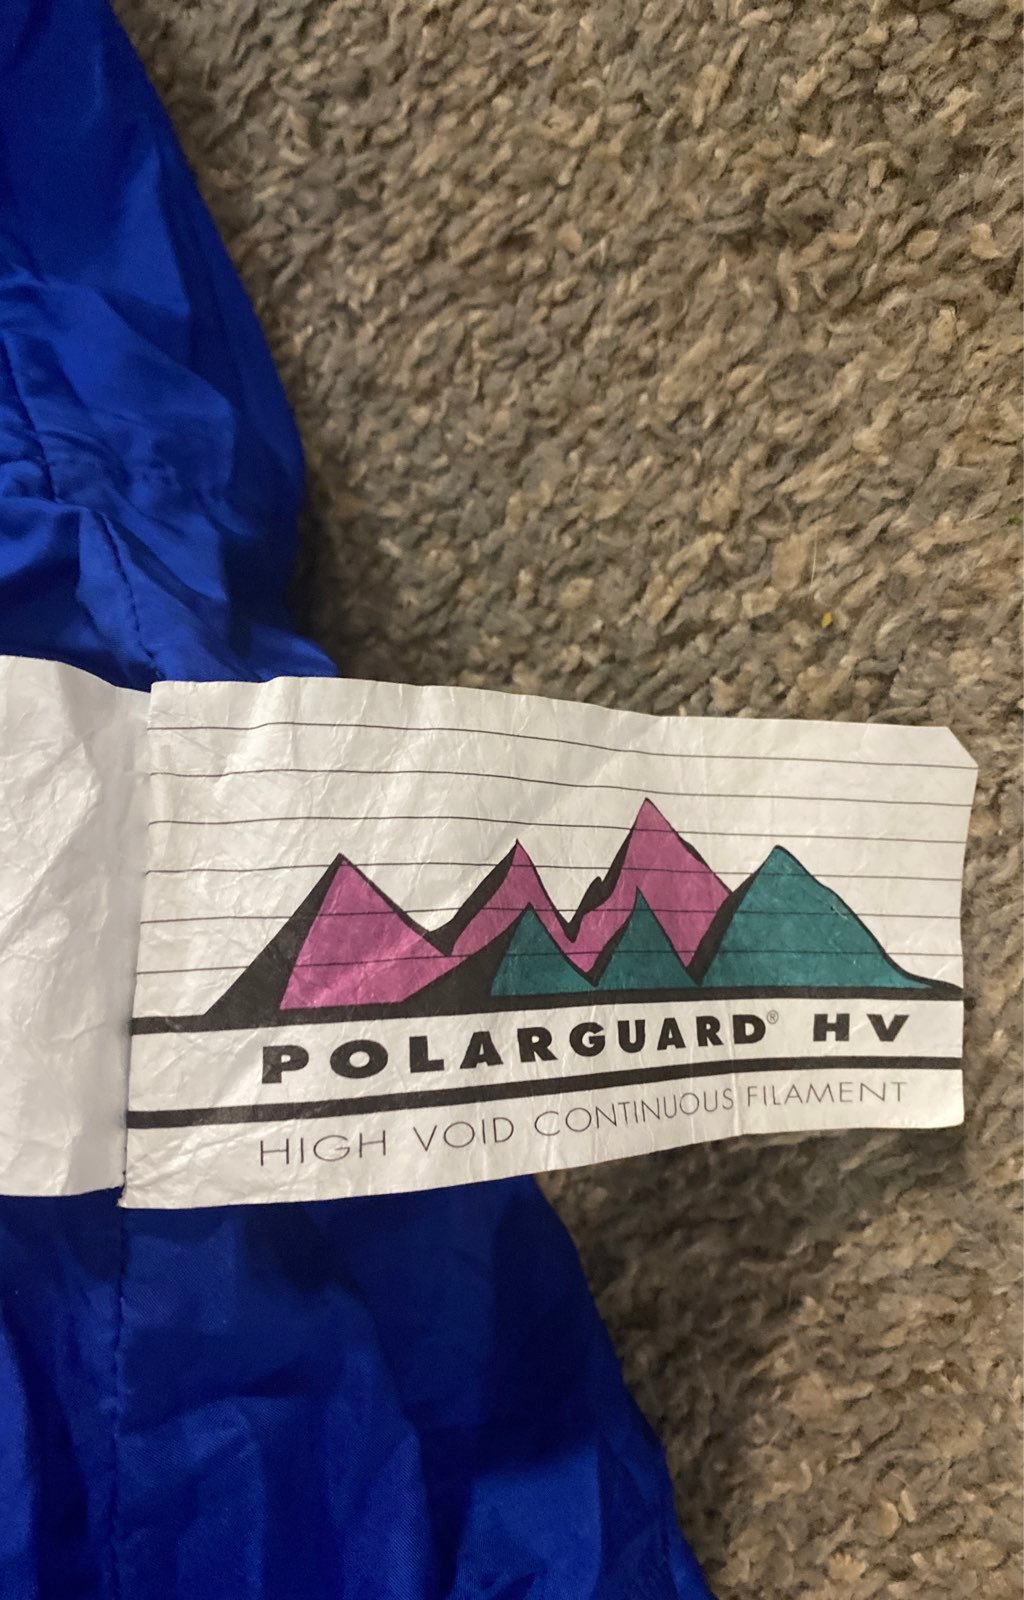 POLARGUARD® HV
HIGH VOID CONTINUOUS FILAMENT